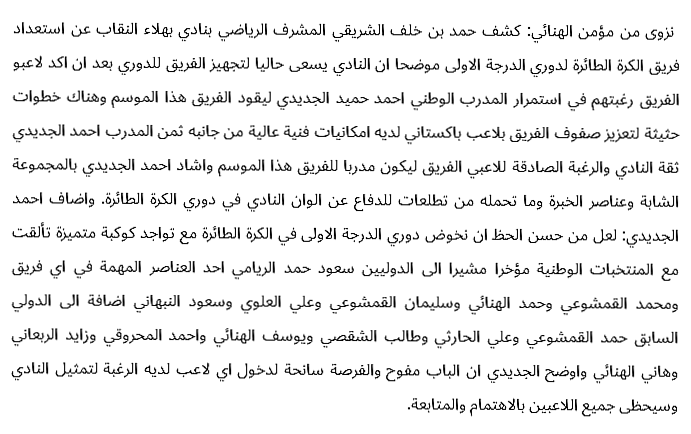 نزوى من مؤمن الهنائي: كشف حمد بن خلف الشريقي المشرف الرياضي بنادي بهلاء النقاب عن استعداد
فريق الكرة الطائرة لدوري الدرجة الاولى موضحا ان النادي يسعى حاليا لتجهيز الفريق للدوري بعد ان اكد لاعبو
الفريق رغبتهم في استمرار المدرب الوطني احمد حميد الجديدي ليقود الفريق هذا الموسم وهناك خطوات
حثيثة لتعزيز صفوف الفريق بلاعب باكستاني لديه امكانيات فنية عالية من جانبه ثمن المدرب احمد الجديدي
ثقة النادي والرغبة الصادقة للاعبي الفريق ليكون مدربا للفريق هذا الموسم واشاد احمد الجديدي بالمجموعة
الشابة وعناصر الخبرة وما تحمله من تطلعات للدفاع عن الوان النادي في دوري الكرة الطائرة. واضاف احمد
الجديدي: لعل من حسن الحظ ان نخوض دوري الدرجة الاولى في الكرة الطائرة مع تواجد كوكبة متميزة تألقت
مع المنتخبات الوطنية مؤخرا مشيرا الى الدوليين سعود حمد الريامي احد العناصر المهمة في اي فريق
ومحمد القمشوعي وحمد الهنائي وسليمان القمشوعي وعلي العلوي وسعود النبهاني اضافة الى الدولي
السابق حمد القمشوعي وعلي الحارثي وطالب الشقصي ويوسف الهنائي واحمد المحروقي وزايد الربعاني
وهاني الهنائي واوضح الجديدي ان الباب مفوح والفرصة سانحة لدخول اي لاعب لديه الرغبة لتمثيل النادي
وسيحظى جميع اللاعبين بالاهتمام والمتابعة.